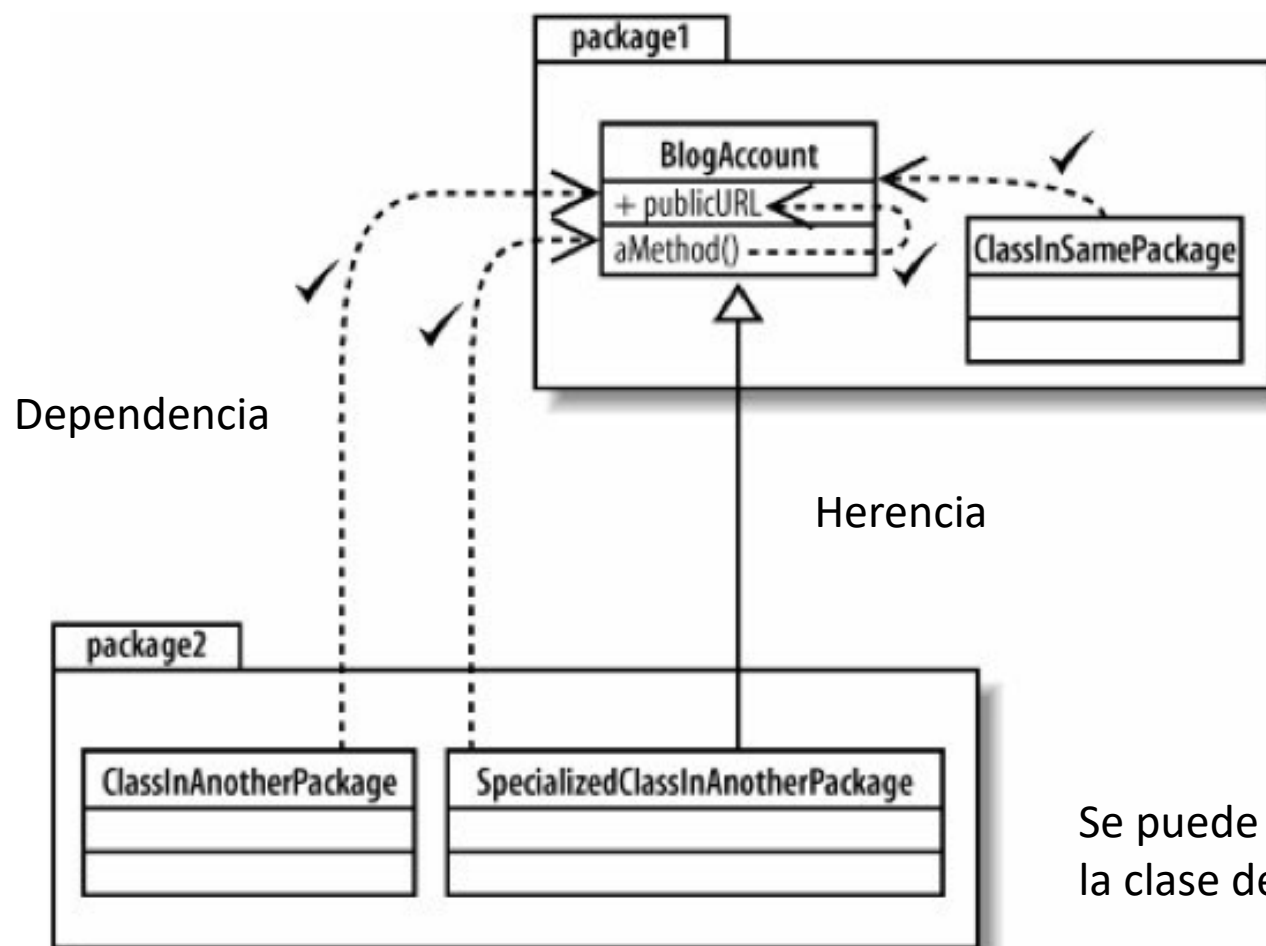 package1
BlogAccount
+ publicURL
aMethod()
ClassInSamePackage
Dependencia
Herencia
package2
ClassInAnotherPackage
SpecializedClassInAnotherPackage
Se puede
la clase de